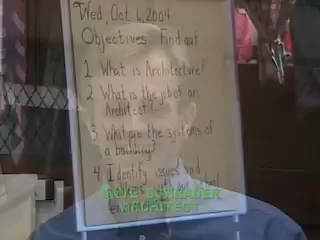 Wed, Oct 6, 2004
Objectives Find out
1 What is Architecture?
2 What is the job of an
Architect?
3 What are the systems of
a building?
4 Identify issues and
ARCHITECT